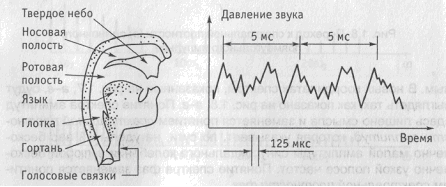 Твердое небо
Носовая
полость
Ротовая
полость
Язык
Глотка
Гортань
Голосовые связки
Давление звука
5 мс
5 мс
125 мкс
Время